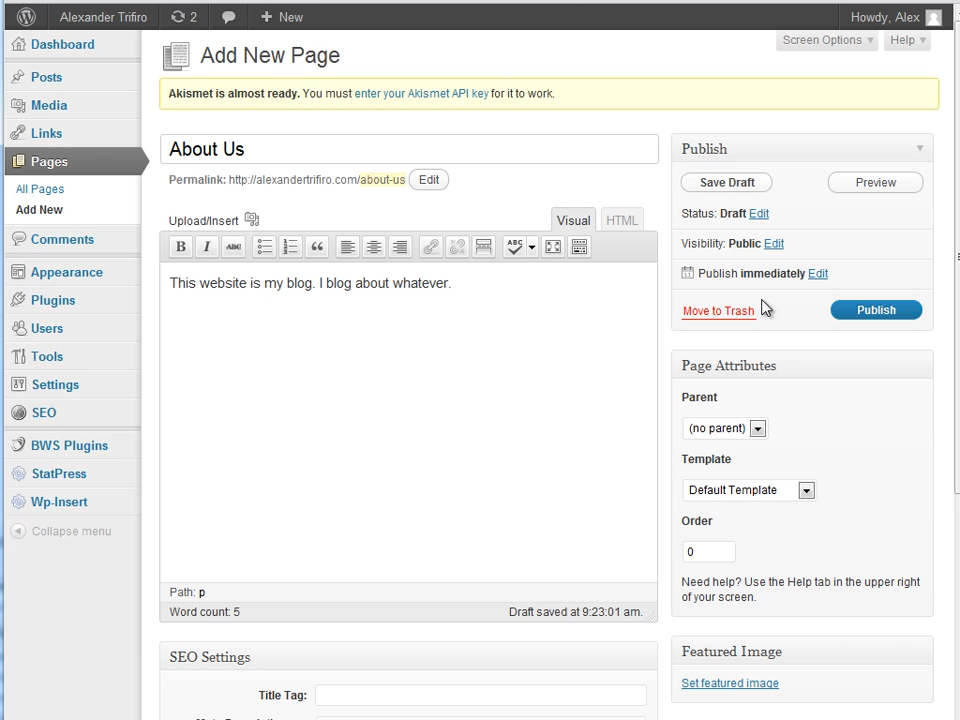 Alexander Trifiro 2 New Howdy, Alex
Screen Options Help
Dashboard
Posts
Media
Links
Pages
All Pages
Add New
Comments
Appearance
Plugins
Users
Tools
Settings
SEO
BWS Plugins
StatPress
Wp-Insert
Collapse menu
Add New Page
Akismet is almost ready. You must enter your Akismet API key for it to work.
About Us
Permalink: http://alexandertrifiro.com/about-us Edit
Upload/Insert
Visual HTML
B I ABC ABC
This website is my blog. I blog about whatever.
Path: p
Word count: 5 Draft saved at 9:23:01 am.
SEO Settings
Title Tag:
Publish
Save Draft Preview
Status: Draft Edit
Visibility: Public Edit
Publish immediately Edit
Move to Trash Publish
Page Attributes
Parent
(no parent)
Template
Default Template
Order
0
Need help? Use the Help tab in the upper right
of your screen.
Featured Image
Set featured image